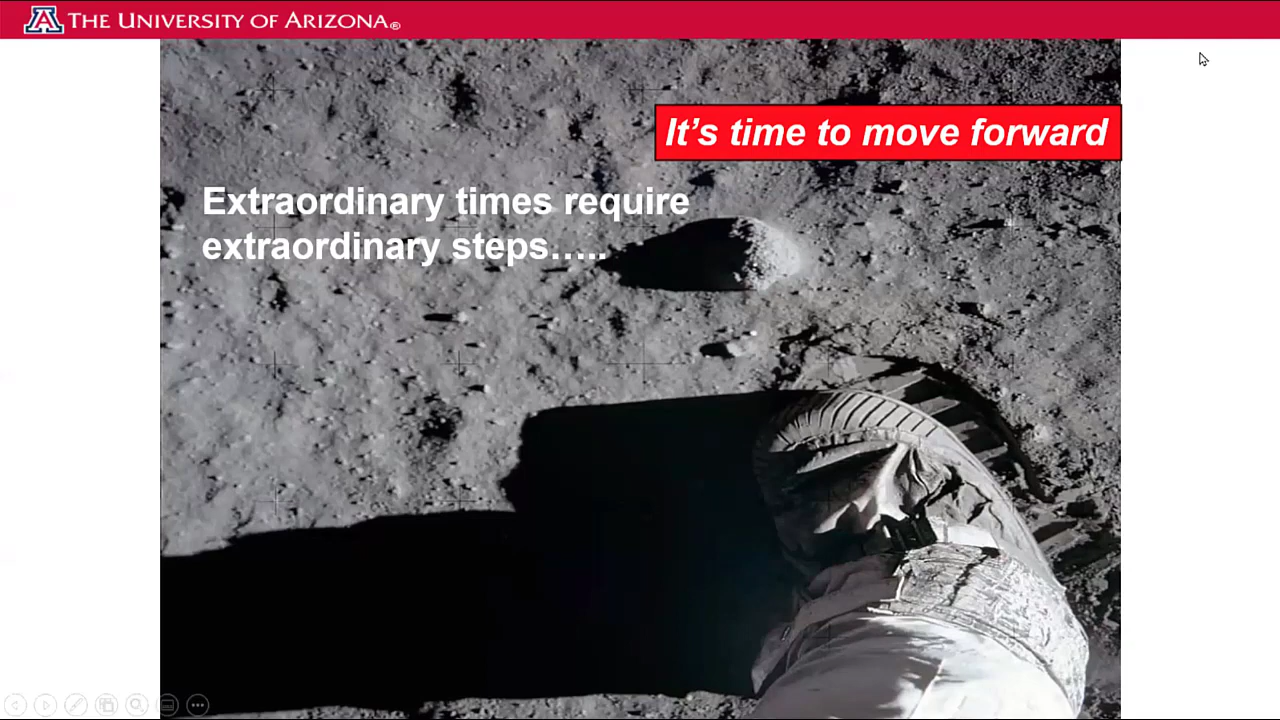 THE UNIVERSITY OF ARIZONA®
It’s time to move forward
Extraordinary times require
extraordinary steps.….